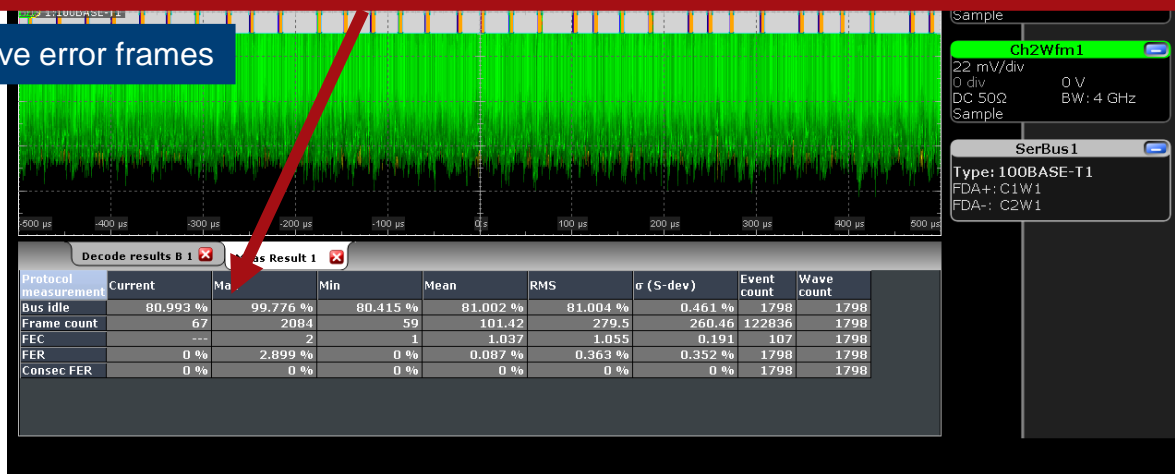 1:100BASE-T1
ve error frames
Sample
Ch2Wfm1
22 mV/div
0 div 0 V
DC 50Ω BW: 4 GHz
Sample
SerBus1
Type: 100BASE-T1
FDA+: C1W1
FDA-: C2W1
-500 µs -400 µs -300 µs -200 µs -100 µs 0 s 100 µs 200 µs 300 µs 400 µs 500 µs
Decode results B 1 as Result 1
Protocol measurement Current Ma Min Mean RMS σ (S-dev) Event count Wave count
Bus idle 80.993 % 99.776 % 80.415 % 81.002 % 81.004 % 0.461 % 1798 1798
Frame count 67 2084 59 101.42 279.5 260.46 122836 1798
FEC --- 2 1 1.037 1.055 0.191 107 1798
FER 0 % 2.899 % 0 % 0.087 % 0.363 % 0.352 % 1798 1798
Consec FER 0 % 0 % 0 % 0 % 0 % 0 % 1798 1798